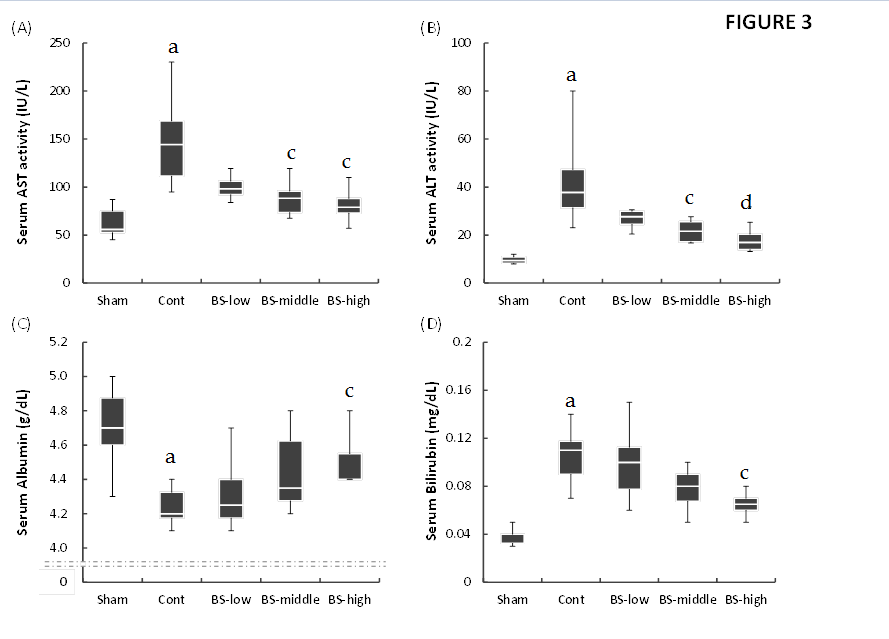 FIGURE 3
(A)
Serum AST activity (IU/L)
250
200
150
100
50
0
a
c
c
Sham Cont BS-low BS-middle BS-high
(B)
Serum ALT activity (IU/L)
100
80
60
40
20
0
a
c
d
Sham Cont BS-low BS-middle BS-high
(C)
Serum Albumin (g/dL)
5.2
5.0
4.8
4.6
4.4
4.2
4.0
0
a
c
Sham Cont BS-low BS-middle BS-high
(D)
Serum Bilirubin (mg/dL)
0.2
0.16
0.12
0.08
0.04
0
a
c
Sham Cont BS-low BS-middle BS-high